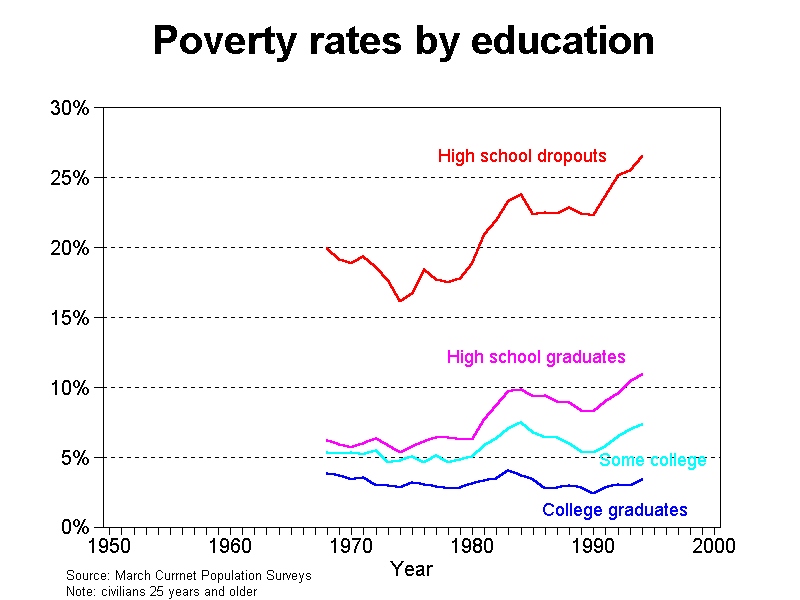 Poverty rates by education
30%
High school dropouts
25%
20%
15%
High school graduates
10%
5%
Some college
College graduates
0%
1950 1960 1970 1980 1990 2000
Year
Source: March Currnet Population Surveys
Note: civilians 25 years and older